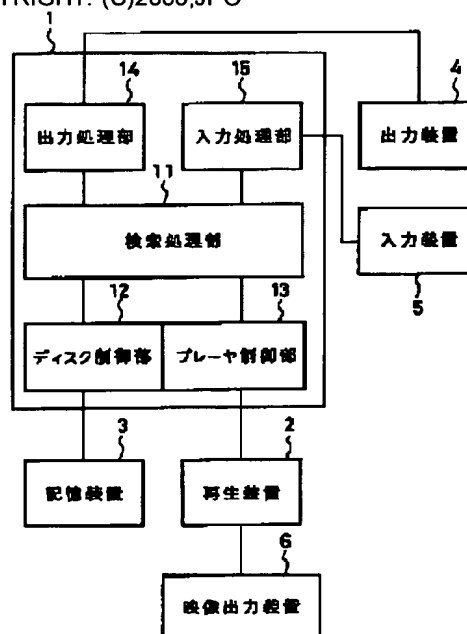 TRIGHT: (C)2003,JPO
1
14
15
4
出力処理部
入力処理部
出力装置
11
検索処理部
入力装置
5
12
13
ディスク制御部
プレーヤ制御部
3
2
記憶装置
再生装置
6
映像出力装置